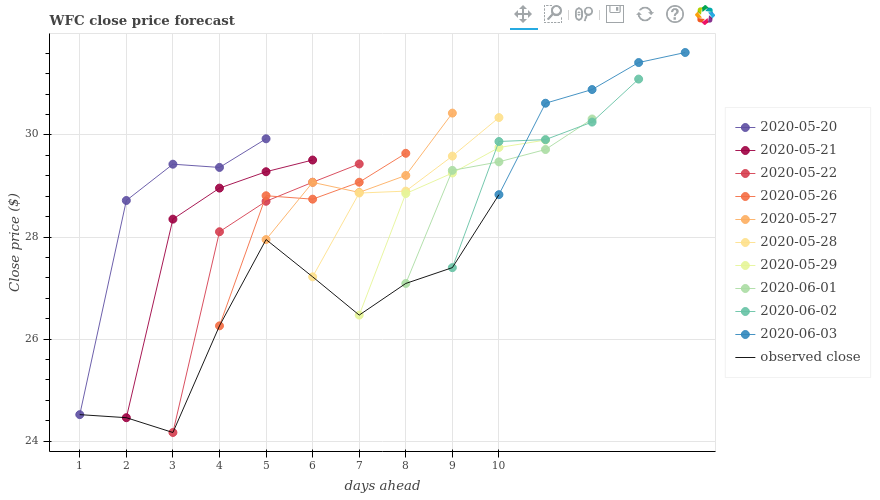 WFC close price forecast
30
28
26
24
Close price ($)
1 2 3 4 5 6 7 8 9 10
days ahead
2020-05-20
2020-05-21
2020-05-22
2020-05-26
2020-05-27
2020-05-28
2020-05-29
2020-06-01
2020-06-02
2020-06-03
observed close